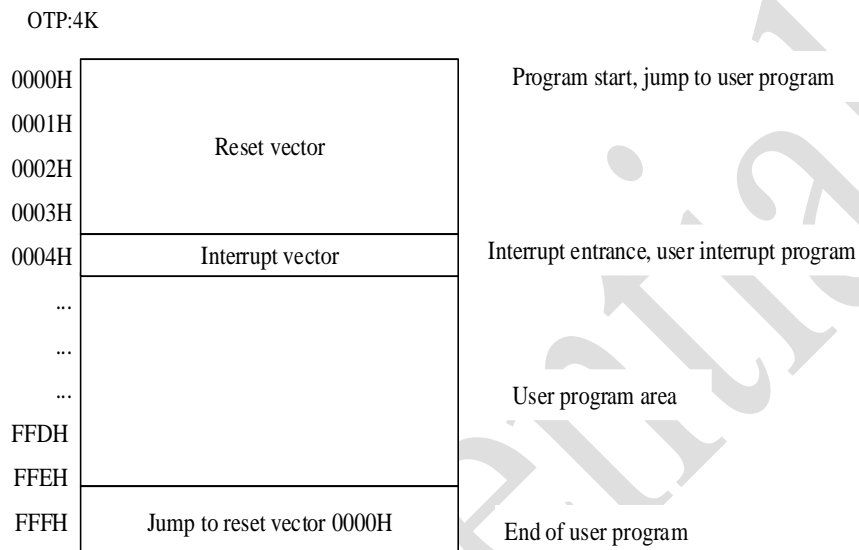 OTP:4K
0000H Program start, jump to user program
0001H
Reset vector
0002H
0003H
0004H Interrupt vector Interrupt entrance, user interrupt program
...
...
... User program area
FFDH
FFEH
FFFH Jump to reset vector 0000H End of user program